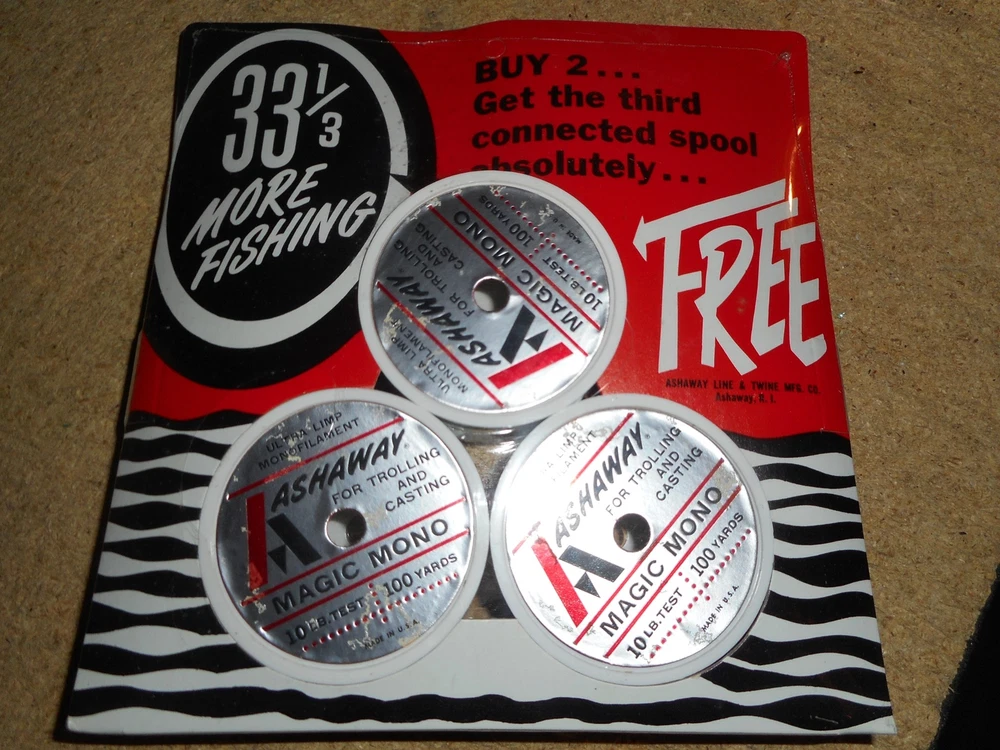 33 1/3
MORE
FISHING
BUY 2...
Get the third
connected spool
absolutely...
FREE
ASHAWAY LINE & TWINE MFG. CO.
Ashaway, R. I.
ULTRA LIMP
MONOFILAMENT
ASHAWAY
FOR TROLLING
AND
CASTING
MAGIC MONO
10 LB.TEST 100 YARDS
MADE
ULTRA LIMP
MONOFILAMENT
ASHAWAY
FOR TROLLING
AND
CASTING
MAGIC MONO
10 LB.TEST 100 YARDS
MADE IN U.S.A.
A LIMP
AMENT
ASHAWAY
FOR TROLLING
AND
CASTING
MAGIC MONO
10 LB.TEST 100 YARDS
MADE IN U.S.A.